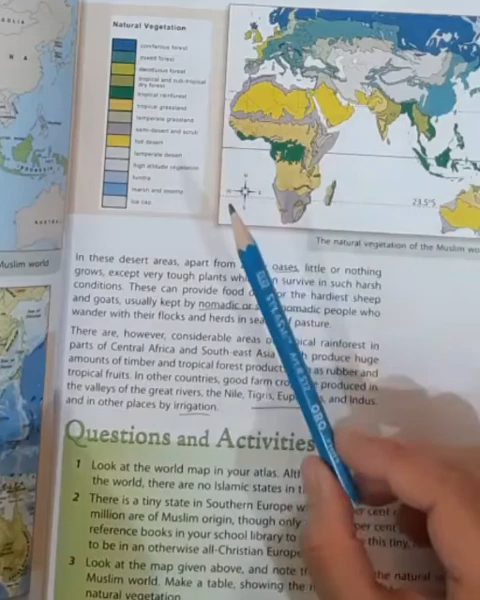 Natural Vegetation
coniferous forest
mixed forest
deciduous forest
tropical and sub-tropical
dry forest
tropical rainforest
tropical grassland
temperate grassland
semi-desert and scrub
hot desert
temperate desert
high altitude vegetation
tundra
marsh and swamp
ice cap
23.5°S
The natural vegetation of the Muslim wo
Muslim world
In these desert areas, apart from oases, little or nothing
grows, except very tough plants survive in such harsh
conditions. These can provide food or the hardiest sheep
and goats, usually kept by nomadic or nomadic people who
wander with their flocks and herds in pasture.
There are, however, considerable areas rainforest in
parts of Central Africa and South-east Asia produce huge
amounts of timber and tropical forest as rubber and
tropical fruits. In other countries, good farm produced in
the valleys of the great rivers, the Nile, Tigris, and Indus,
and in other places by irrigation.
Questions and Activities
1 Look at the world map in your atlas.
the world, there are no Islamic states in
2 There is a tiny state in Southern Europe per cent
million are of Muslim origin, though only per cent
reference books in your school library to this tiny,
to be in an otherwise all-Christian Europe
3 Look at the map given above, and note the natural
Muslim world. Make a table, showing the
natural vegetation.